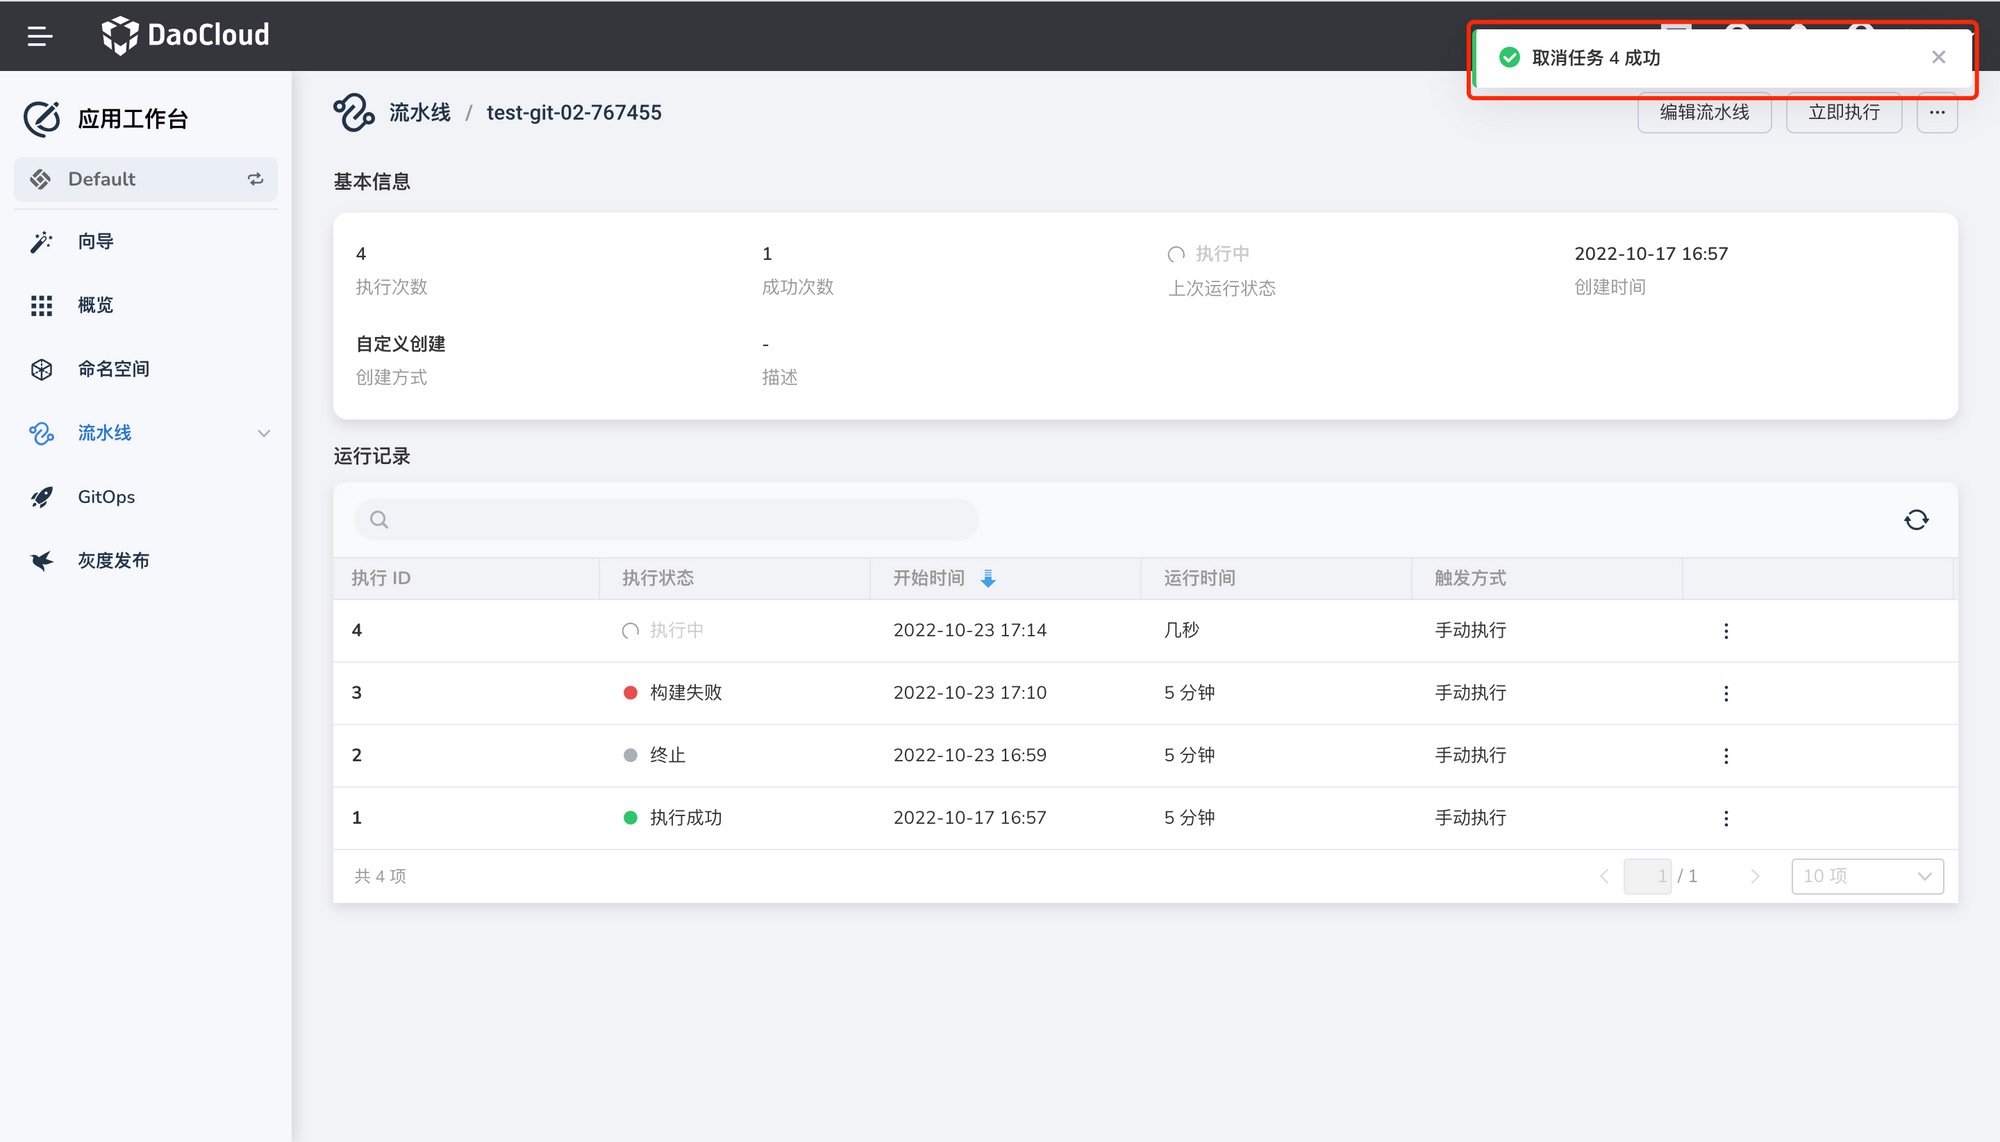 DaoCloud
取消任务 4 成功
应用工作台
Default
向导
概览
命名空间
流水线
GitOps
灰度发布
流水线 / test-git-02-767455
编辑流水线
立即执行
基本信息
4
执行次数
1
成功次数
执行中
上次运行状态
2022-10-17 16:57
创建时间
自定义创建
创建方式
-
描述
运行记录
执行 ID 执行状态 开始时间 运行时间 触发方式
4 执行中 2022-10-23 17:14 几秒 手动执行
3 构建失败 2022-10-23 17:10 5 分钟 手动执行
2 终止 2022-10-23 16:59 5 分钟 手动执行
1 执行成功 2022-10-17 16:57 5 分钟 手动执行
共 4 项
1 / 1
10 项